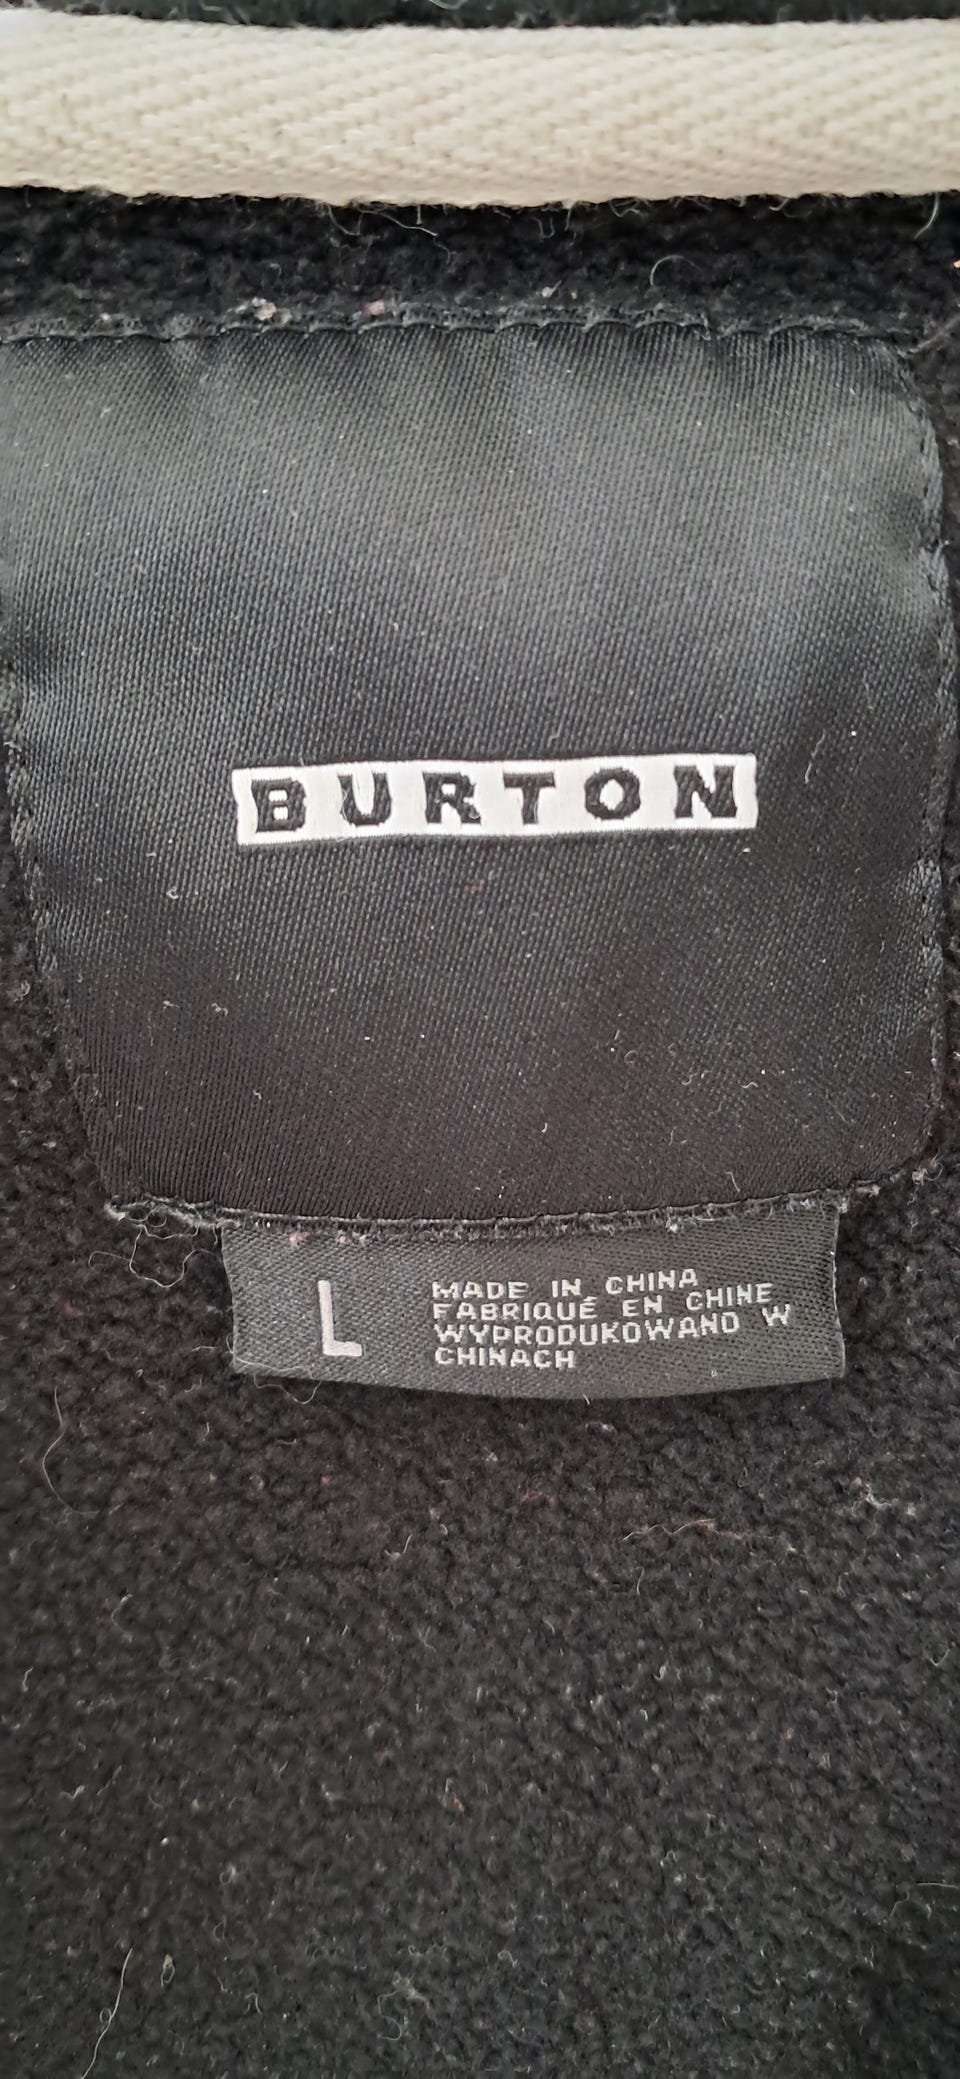 BURTON
L
MADE IN CHINA
FABRIQUÉ EN CHINE
WYPRODUKOWANO W
CHINACH